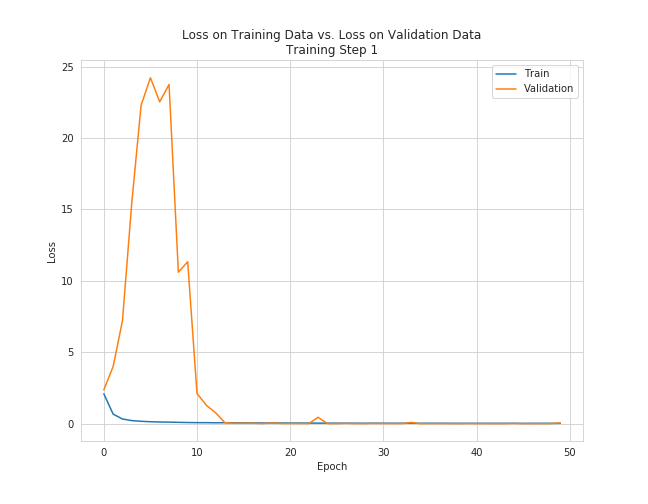 Loss on Training Data vs. Loss on Validation Data
Training Step 1
Train
Validation
25
20
15
10
5
0
Loss
0
10
20
30
40
50
Epoch